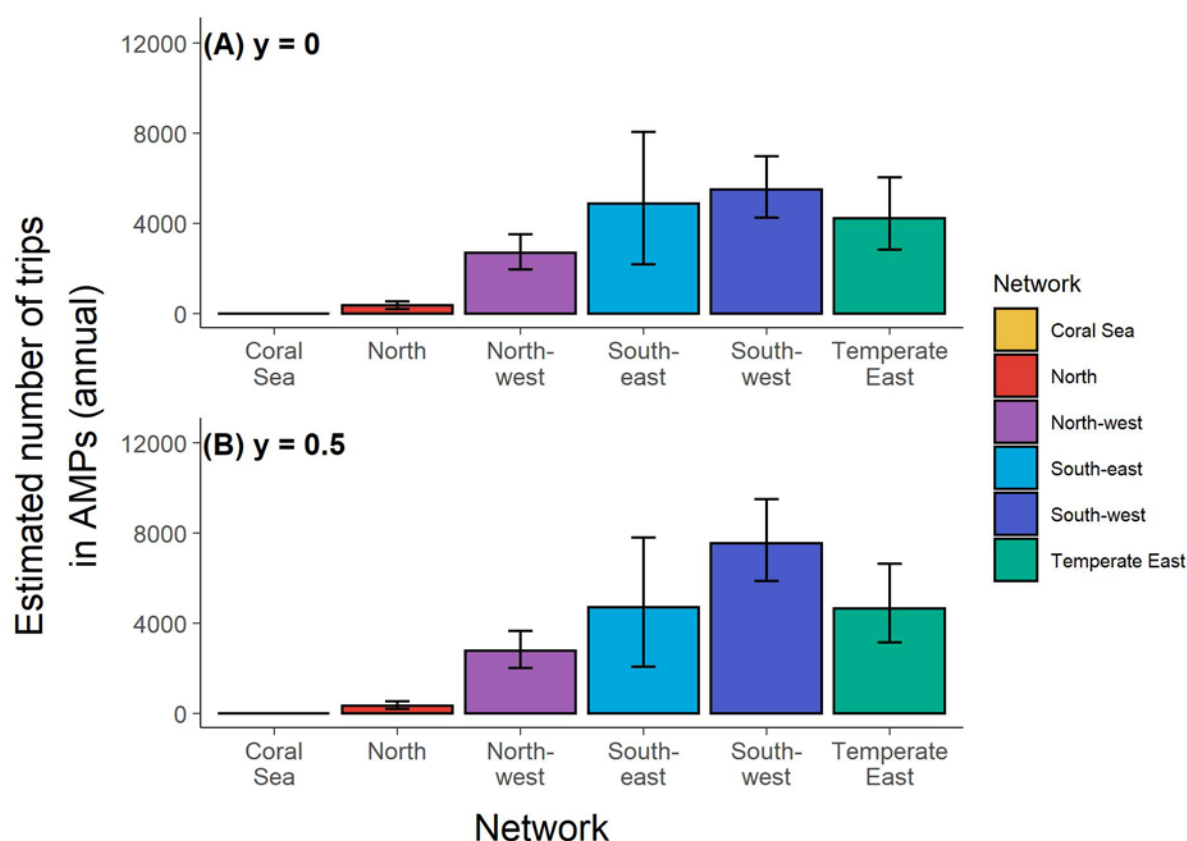 Estimated number of trips
in AMPs (annual)
(A) y = 0
12000
8000
4000
0
Coral
Sea
North
North-
west
South-
east
South-
west
Temperate
East
(B) y = 0.5
12000
8000
4000
0
Coral
Sea
North
North-
west
South-
east
South-
west
Temperate
East
Network
Network
Coral Sea
North
North-west
South-east
South-west
Temperate East